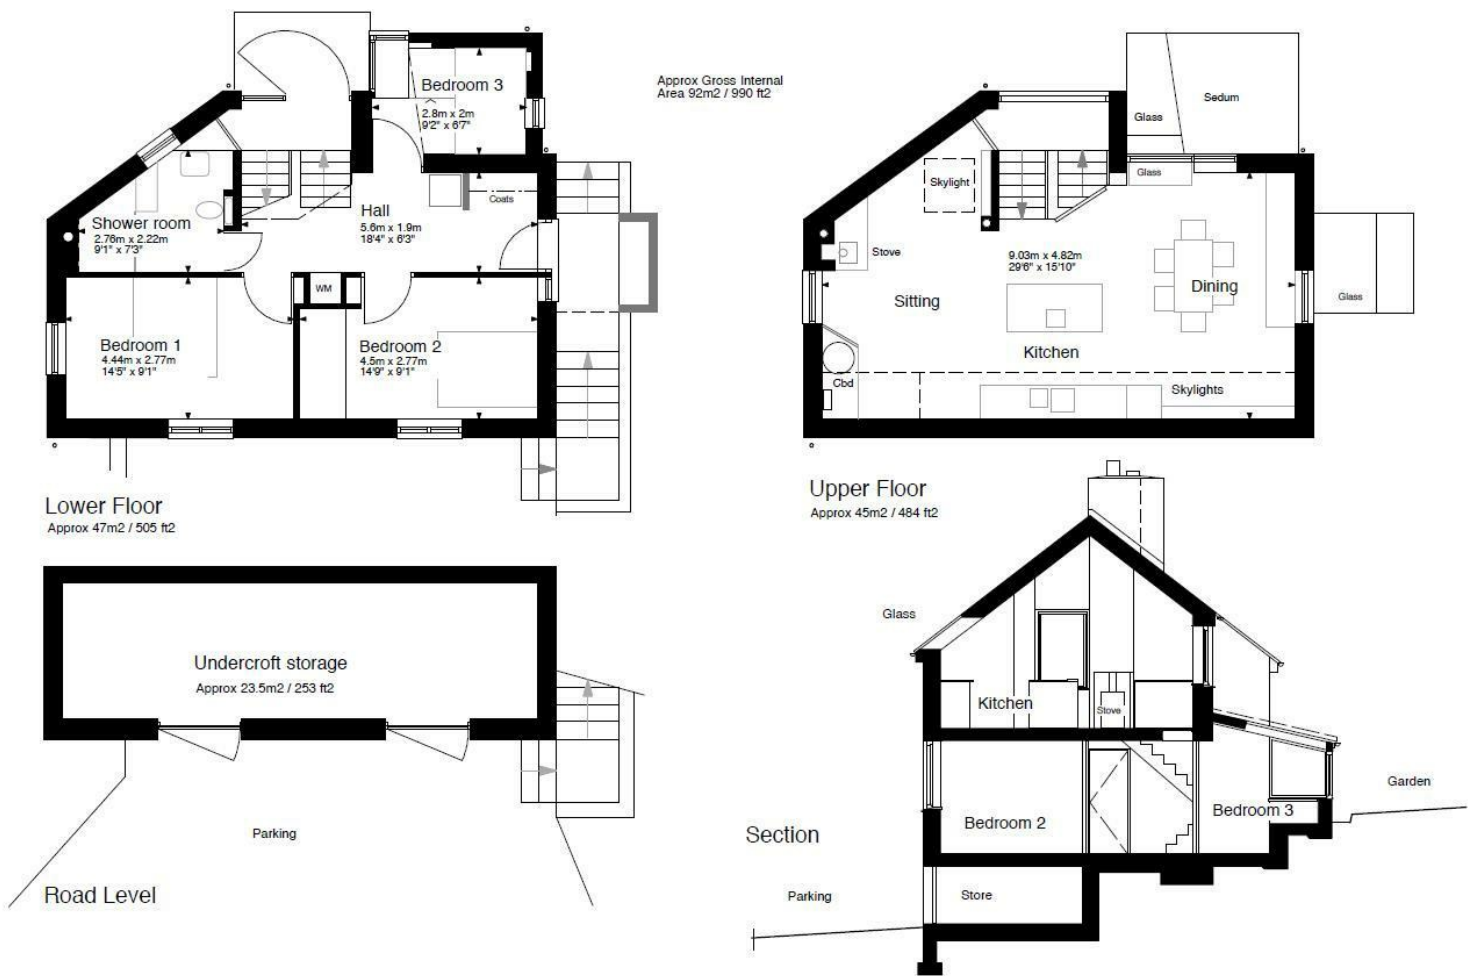 Bedroom 3
2.8m x 2m
9'2" x 6'7"
Approx Gross Internal
Area 92m2 / 990 ft2
Shower room
2.76m x 2.22m
9'1" x 7'3"
Hall
5.6m x 1.9m
18'4" x 6'3"
Coats
WM
Bedroom 1
4.44m x 2.77m
14'5" x 9'1"
Bedroom 2
4.5m x 2.77m
14'9" x 9'1"
Lower Floor
Approx 47m2 / 505 ft2
Sedum
Glass
Glass
Skylight
Stove
9.03m x 4.82m
29'6" x 15'10"
Sitting
Dining
Glass
Kitchen
Cbd
Skylights
Upper Floor
Approx 45m2 / 484 ft2
Undercroft storage
Approx 23.5m2 / 253 ft2
Parking
Road Level
Glass
Kitchen
Stove
Bedroom 2
Bedroom 3
Garden
Section
Parking
Store